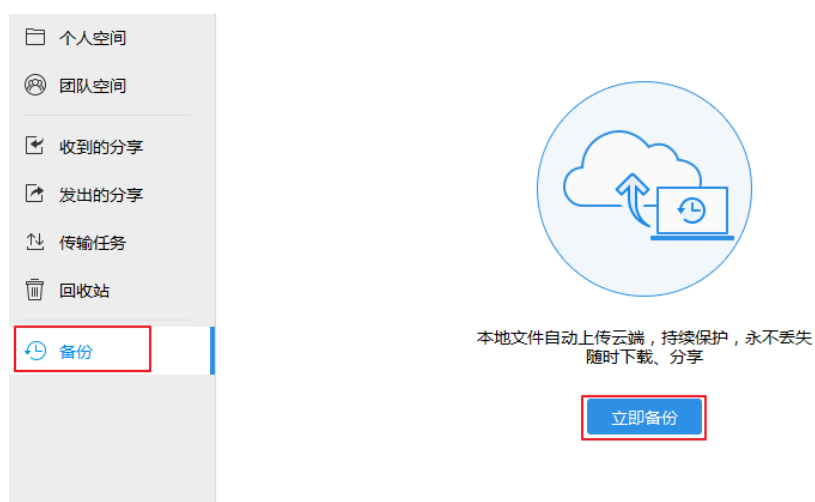 个人空间
团队空间
收到的分享
发出的分享
传输任务
回收站
备份
本地文件自动上传云端，持续保护，永不丢失
随时下载、分享
立即备份